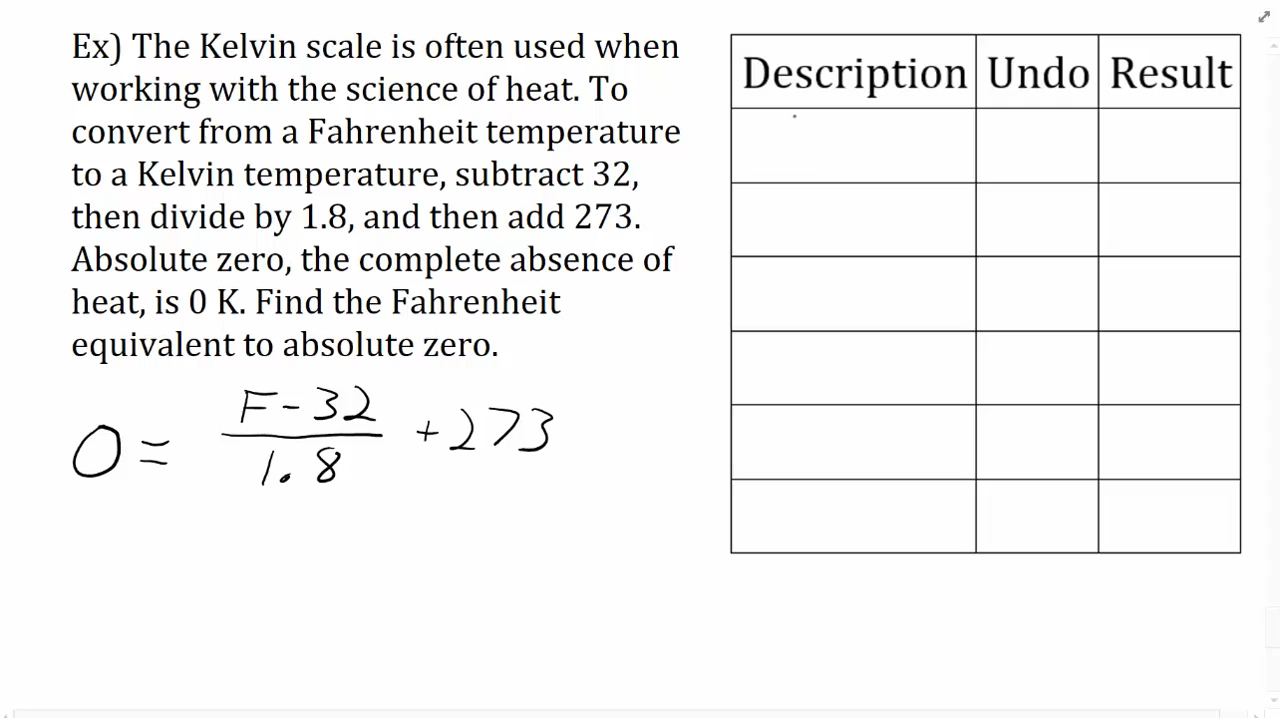 Ex) The Kelvin scale is often used when
working with the science of heat. To
convert from a Fahrenheit temperature
to a Kelvin temperature, subtract 32,
then divide by 1.8, and then add 273.
Absolute zero, the complete absence of
heat, is 0 K. Find the Fahrenheit
equivalent to absolute zero.
0 = F - 32 / 1.8 + 273
Description Undo Result